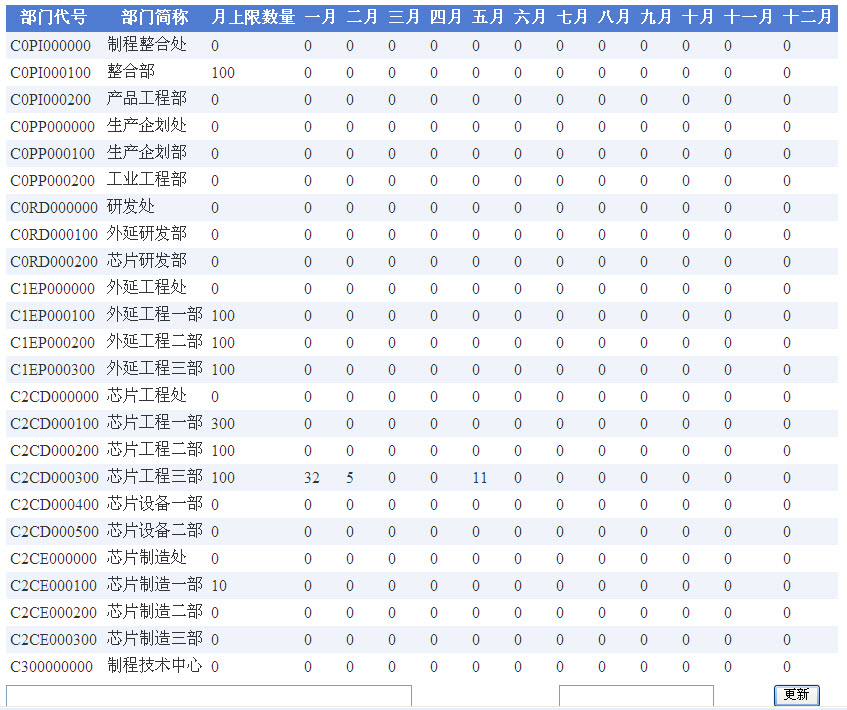 部门代号 部门简称 月上限数量 一月 二月 三月 四月 五月 六月 七月 八月 九月 十月 十一月 十二月
C0PI000000 制程整合处 0 0 0 0 0 0 0 0 0 0 0 0 0
C0PI000100 整合部 100 0 0 0 0 0 0 0 0 0 0 0 0
C0PI000200 产品工程部 0 0 0 0 0 0 0 0 0 0 0 0 0
C0PP000000 生产企划处 0 0 0 0 0 0 0 0 0 0 0 0 0
C0PP000100 生产企划部 0 0 0 0 0 0 0 0 0 0 0 0 0
C0PP000200 工业工程部 0 0 0 0 0 0 0 0 0 0 0 0 0
C0RD000000 研发处 0 0 0 0 0 0 0 0 0 0 0 0 0
C0RD000100 外延研发部 0 0 0 0 0 0 0 0 0 0 0 0 0
C0RD000200 芯片研发部 0 0 0 0 0 0 0 0 0 0 0 0 0
C1EP000000 外延工程处 0 0 0 0 0 0 0 0 0 0 0 0 0
C1EP000100 外延工程一部 100 0 0 0 0 0 0 0 0 0 0 0 0
C1EP000200 外延工程二部 100 0 0 0 0 0 0 0 0 0 0 0 0
C1EP000300 外延工程三部 100 0 0 0 0 0 0 0 0 0 0 0 0
C2CD000000 芯片工程处 0 0 0 0 0 0 0 0 0 0 0 0 0
C2CD000100 芯片工程一部 300 0 0 0 0 0 0 0 0 0 0 0 0
C2CD000200 芯片工程二部 100 0 0 0 0 0 0 0 0 0 0 0 0
C2CD000300 芯片工程三部 100 32 5 0 0 11 0 0 0 0 0 0 0
C2CD000400 芯片设备一部 0 0 0 0 0 0 0 0 0 0 0 0 0
C2CD000500 芯片设备二部 0 0 0 0 0 0 0 0 0 0 0 0 0
C2CE000000 芯片制造处 0 0 0 0 0 0 0 0 0 0 0 0 0
C2CE000100 芯片制造一部 10 0 0 0 0 0 0 0 0 0 0 0 0
C2CE000200 芯片制造二部 0 0 0 0 0 0 0 0 0 0 0 0 0
C2CE000300 芯片制造三部 0 0 0 0 0 0 0 0 0 0 0 0 0
C300000000 制程技术中心 0 0 0 0 0 0 0 0 0 0 0 0 0
更新